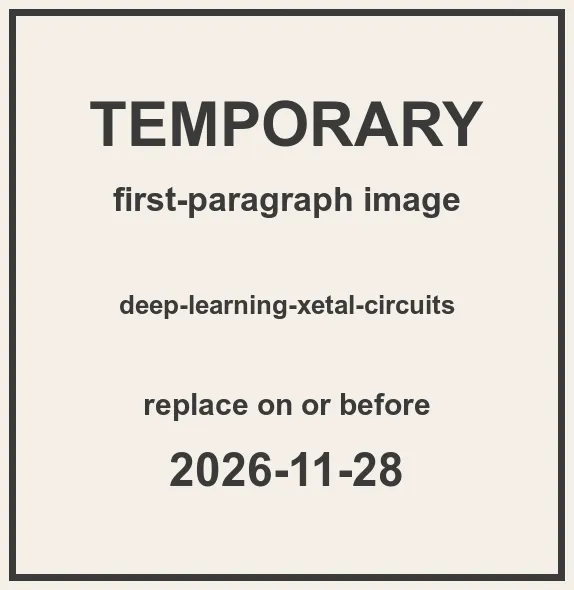 TEMPORARY
first-paragraph image
deep-learning-xetal-circuits
replace on or before
2026-11-28